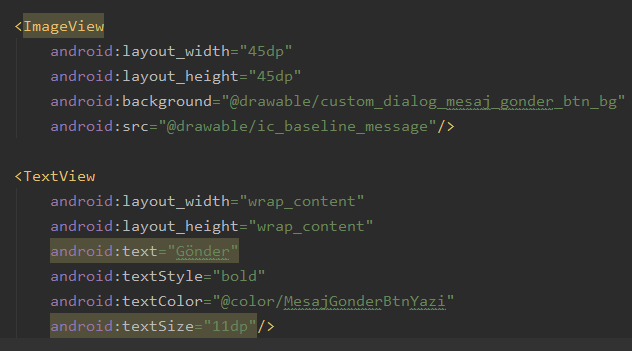 <ImageView
android:layout_width="45dp"
android:layout_height="45dp"
android:background="@drawable/custom_dialog_mesaj_gonder_btn_bg"
android:src="@drawable/ic_baseline_message"/>
<TextView
android:layout_width="wrap_content"
android:layout_height="wrap_content"
android:text="Gönder"
android:textStyle="bold"
android:textColor="@color/MesajGonderBtnYazi"
android:textSize="11dp"/>